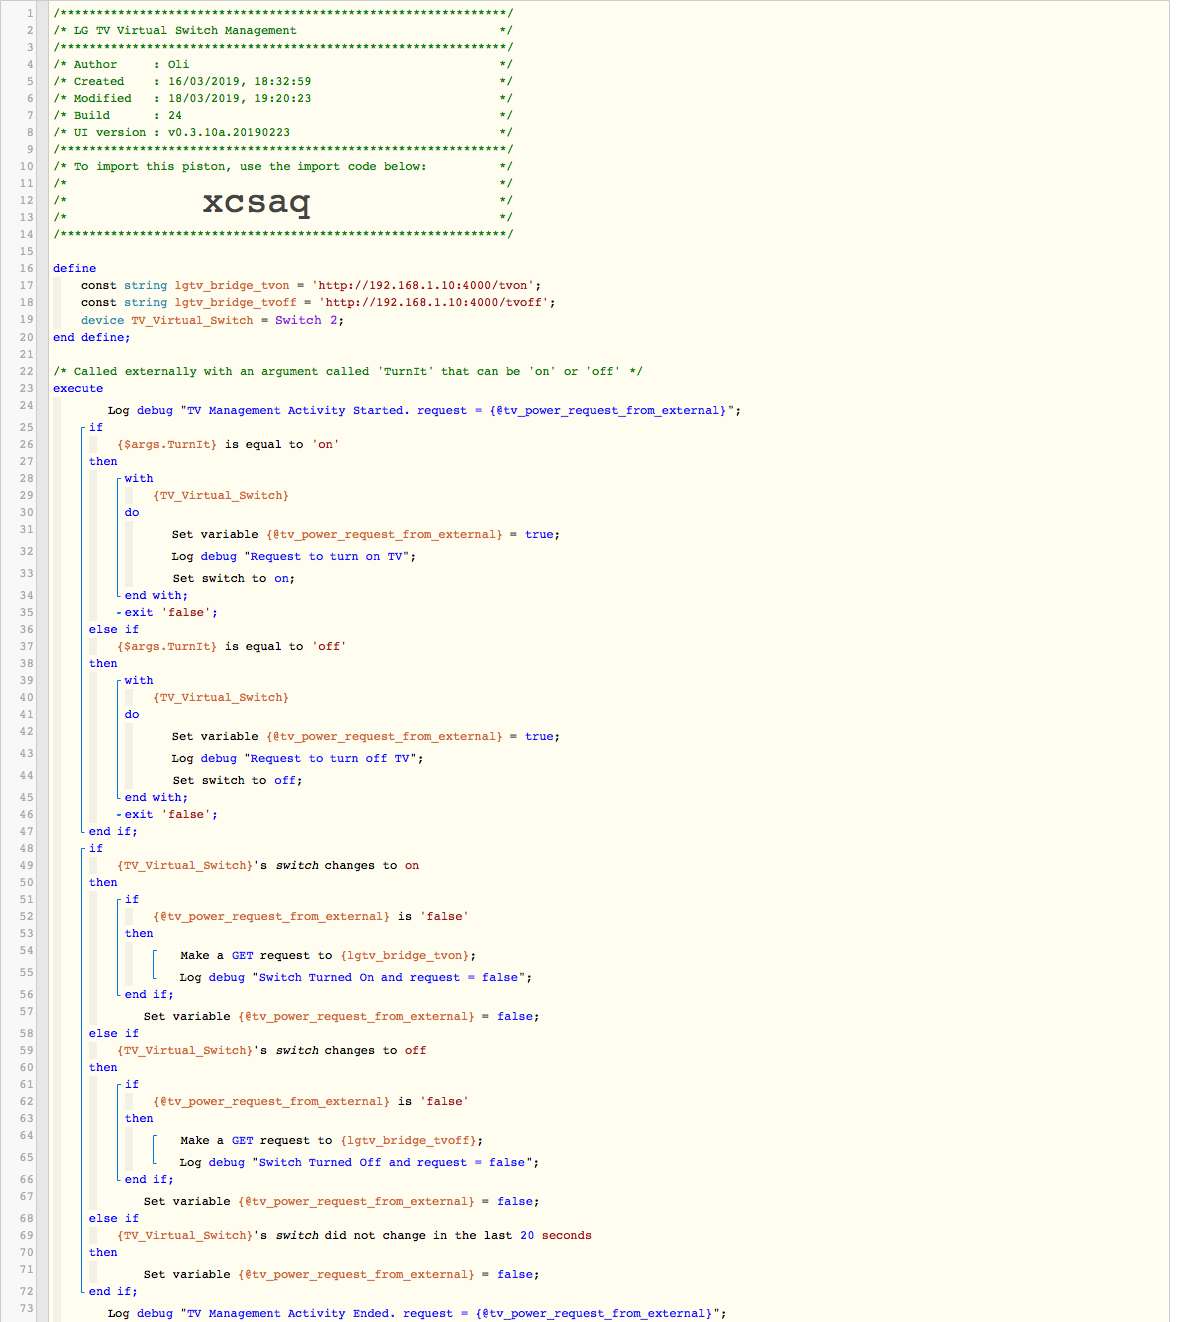 1 /**************************************************************/
2 /* LG TV Virtual Switch Management */
3 /**************************************************************/
4 /* Author : Oli */
5 /* Created : 16/03/2019, 18:32:59 */
6 /* Modified : 18/03/2019, 19:20:23 */
7 /* Build : 24 */
8 /* UI version : v0.3.10a.20190223 */
9 /**************************************************************/
10 /* To import this piston, use the import code below: */
11 /* */
12 /* xcsaq */
13 /* */
14 /**************************************************************/
15
16 define
17 const string lgtv_bridge_tvon = 'http://192.168.1.10:4000/tvon';
18 const string lgtv_bridge_tvoff = 'http://192.168.1.10:4000/tvoff';
19 device TV_Virtual_Switch = Switch 2;
20 end define;
21
22 /* Called externally with an argument called 'TurnIt' that can be 'on' or 'off' */
23 execute
24 Log debug "TV Management Activity Started. request = {@tv_power_request_from_external}";
25 if
26 {$args.TurnIt} is equal to 'on'
27 then
28 with
29 {TV_Virtual_Switch}
30 do
31 Set variable {@tv_power_request_from_external} = true;
32 Log debug "Request to turn on TV";
33 Set switch to on;
34 end with;
35 exit 'false';
36 else if
37 {$args.TurnIt} is equal to 'off'
38 then
39 with
40 {TV_Virtual_Switch}
41 do
42 Set variable {@tv_power_request_from_external} = true;
43 Log debug "Request to turn off TV";
44 Set switch to off;
45 end with;
46 exit 'false';
47 end if;
48 if
49 {TV_Virtual_Switch}'s switch changes to on
50 then
51 if
52 {@tv_power_request_from_external} is 'false'
53 then
54 Make a GET request to {lgtv_bridge_tvon};
55 Log debug "Switch Turned On and request = false";
56 end if;
57 Set variable {@tv_power_request_from_external} = false;
58 else if
59 {TV_Virtual_Switch}'s switch changes to off
60 then
61 if
62 {@tv_power_request_from_external} is 'false'
63 then
64 Make a GET request to {lgtv_bridge_tvoff};
65 Log debug "Switch Turned Off and request = false";
66 end if;
67 Set variable {@tv_power_request_from_external} = false;
68 else if
69 {TV_Virtual_Switch}'s switch did not change in the last 20 seconds
70 then
71 Set variable {@tv_power_request_from_external} = false;
72 end if;
73 Log debug "TV Management Activity Ended. request = {@tv_power_request_from_external}";